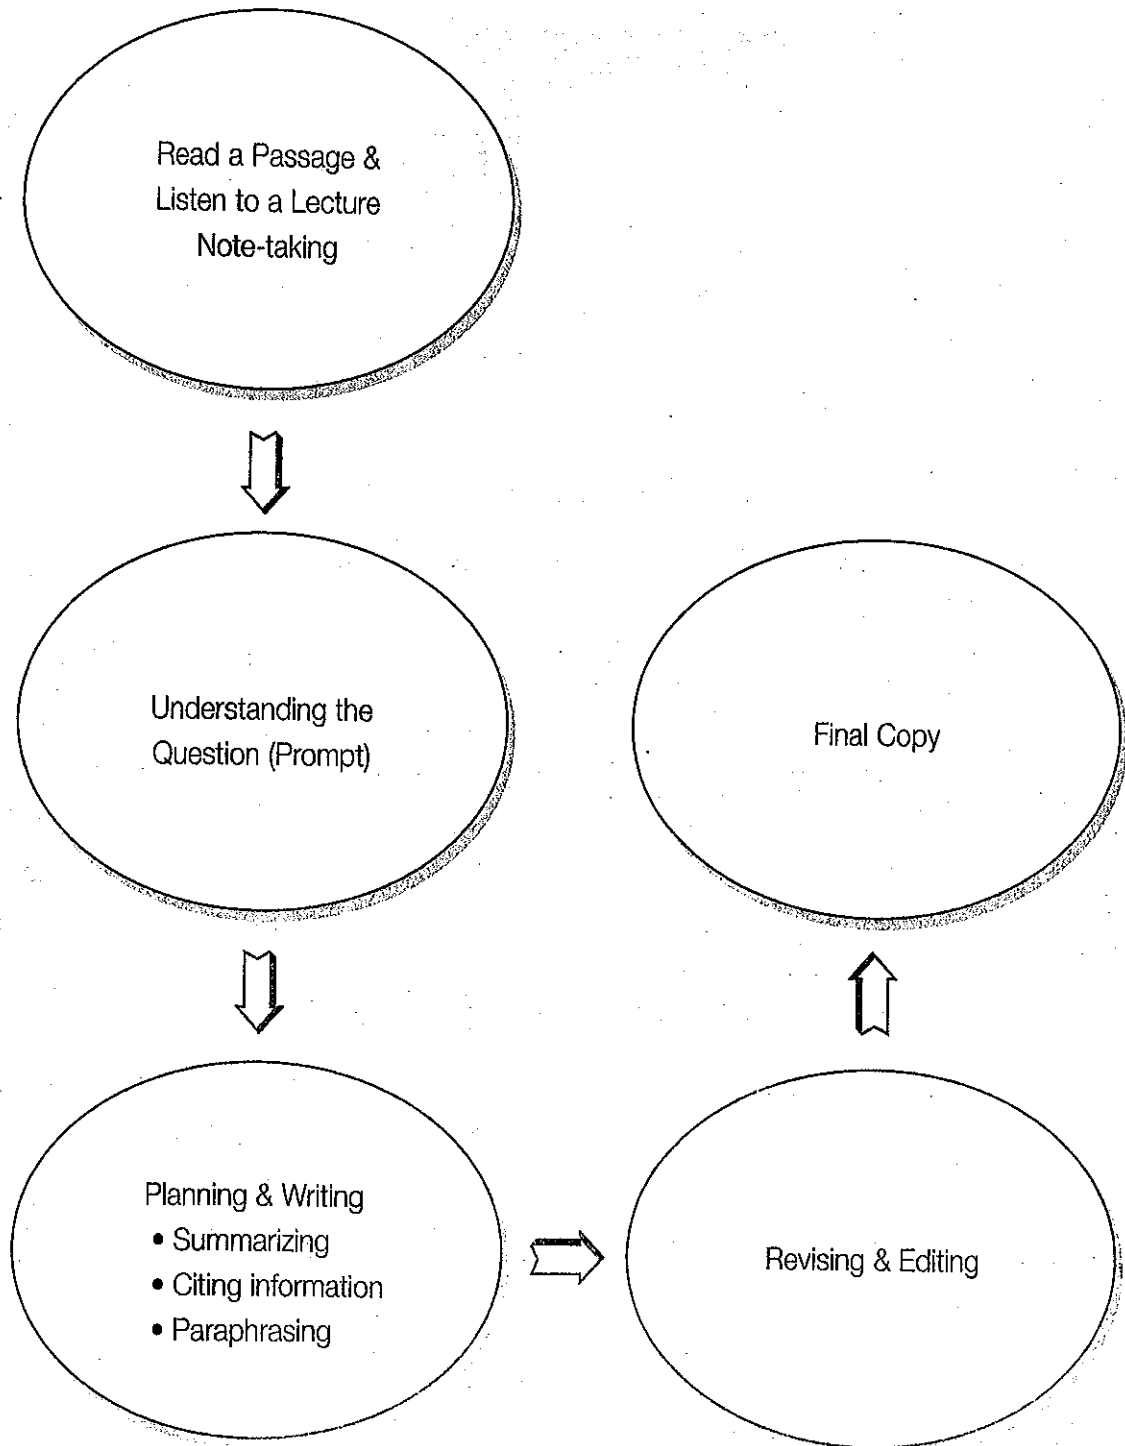 Read a Passage &
Listen to a Lecture
Note-taking
Understanding the
Question (Prompt)
Planning & Writing
• Summarizing
• Citing information
• Paraphrasing
Revising & Editing
Final Copy